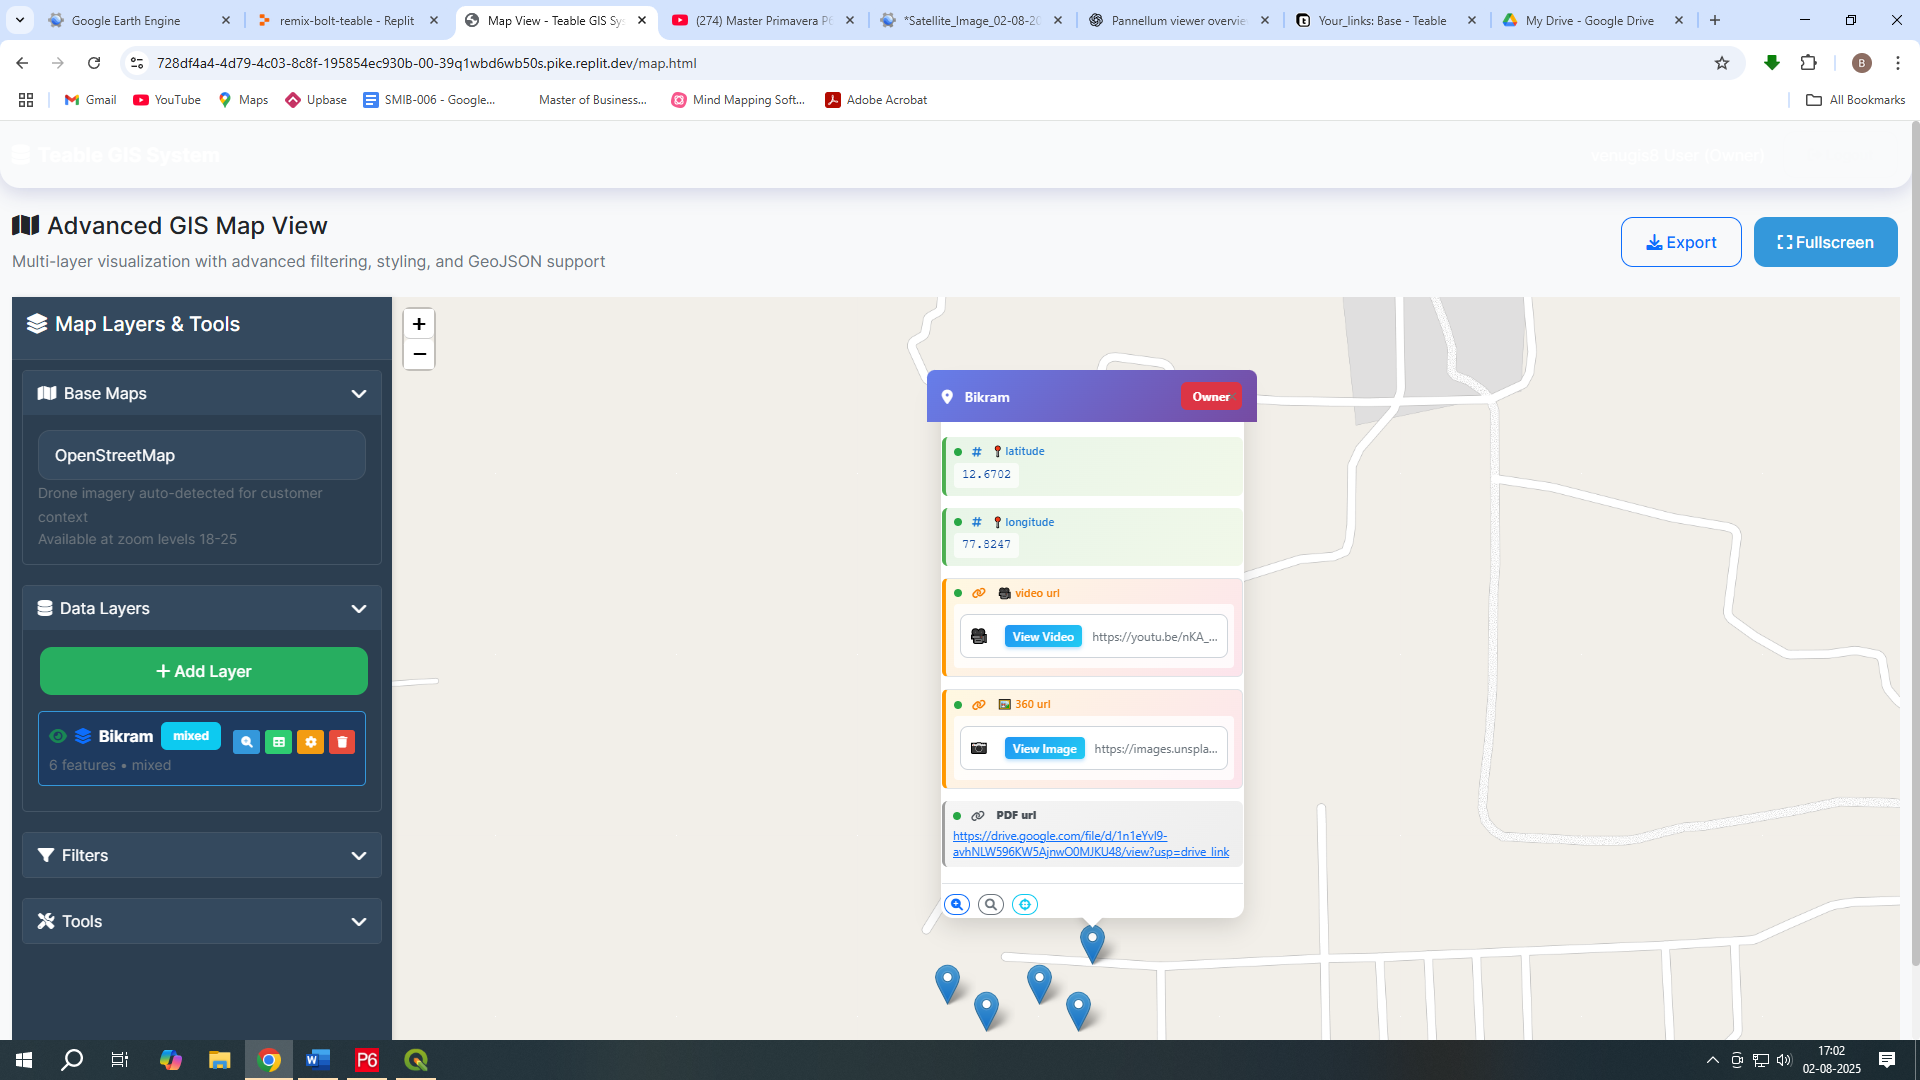 Google Earth Engine
remix-bolt-teable - Replit
Map View - Teable GIS Sy
(274) Master Primavera P6
*Satellite_Image_02-08-20
Pannellum viewer overvie
Your_links: Base - Teable
My Drive - Google Drive
728df4a4-4d79-4c03-8c8f-195854ec930b-00-39q1wbd6wb50s.pike.replit.dev/map.html
B
Gmail
YouTube
Maps
Upbase
SMIB-006 - Google...
Master of Business...
Mind Mapping Soft...
Adobe Acrobat
All Bookmarks
Teable GIS System
Advanced GIS Map View
Multi-layer visualization with advanced filtering, styling, and GeoJSON support
Export
Fullscreen
Map Layers & Tools
Base Maps
OpenStreetMap
Drone imagery auto-detected for customer
context
Available at zoom levels 18-25
Data Layers
+ Add Layer
Bikram mixed
6 features • mixed
Filters
Tools
+
−
Bikram
Owner
# latitude
12.6702
# longitude
77.8247
video url
View Video https://youtu.be/nKA_...
360 url
View Image https://images.unspla...
PDF url
https://drive.google.com/file/d/1n1eYvl9-
avhNLW596KW5AjnwO0MJKU48/view?usp=drive_link
P6
17:02
02-08-2025